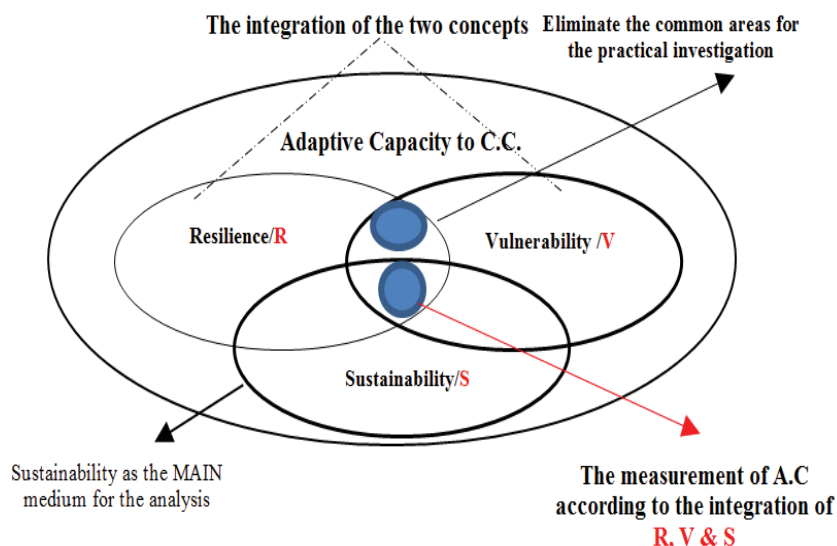 The integration of the two concepts
Eliminate the common areas for
the practical investigation
Adaptive Capacity to C.C.
Resilience/R
Vulnerability /V
Sustainability/S
Sustainability as the MAIN
medium for the analysis
The measurement of A.C
according to the integration of
R, V & S